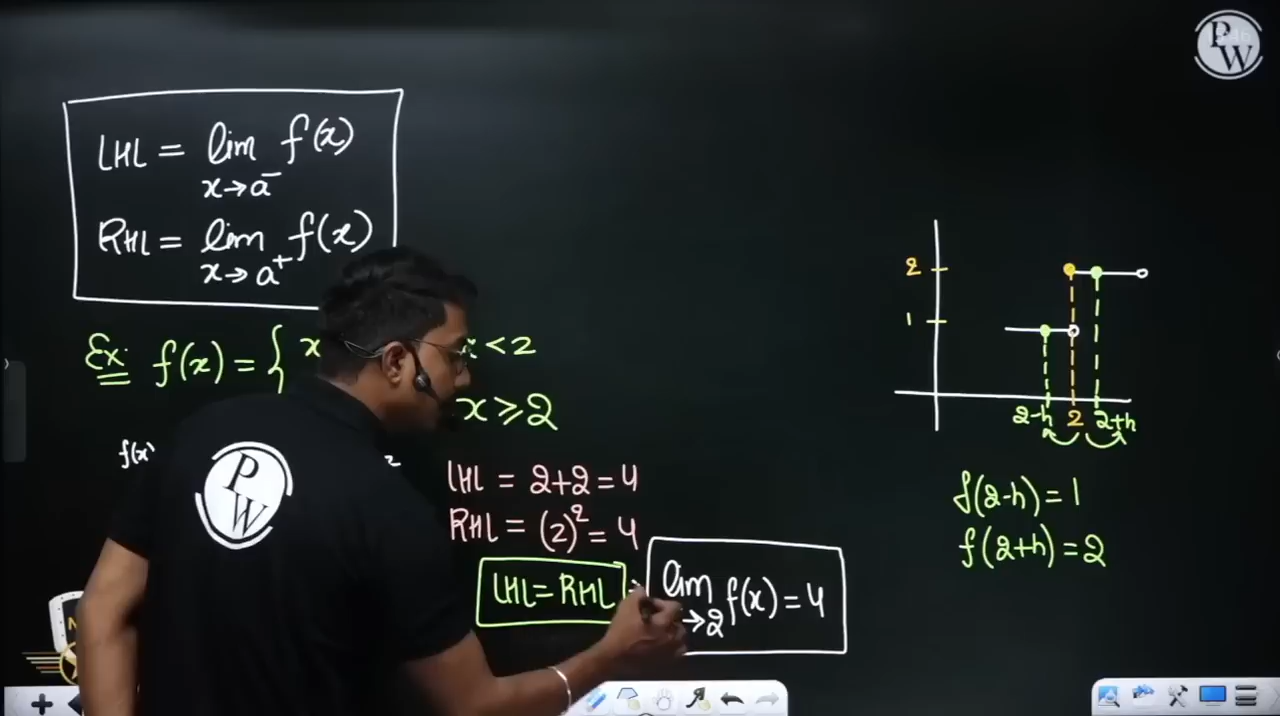 LHL = lim f(x)
x→a⁻
RHL = lim f(x)
x→a⁺
Ex: f(x) = { x < 2
x ≥ 2
f(x)
2
LHL = 2+2 = 4
RHL = (2)² = 4
LHL = RHL
lim f(x) = 4
→2
2
1
2-h 2 2+h
f(2-h) = 1
f(2+h) = 2
PW
PW